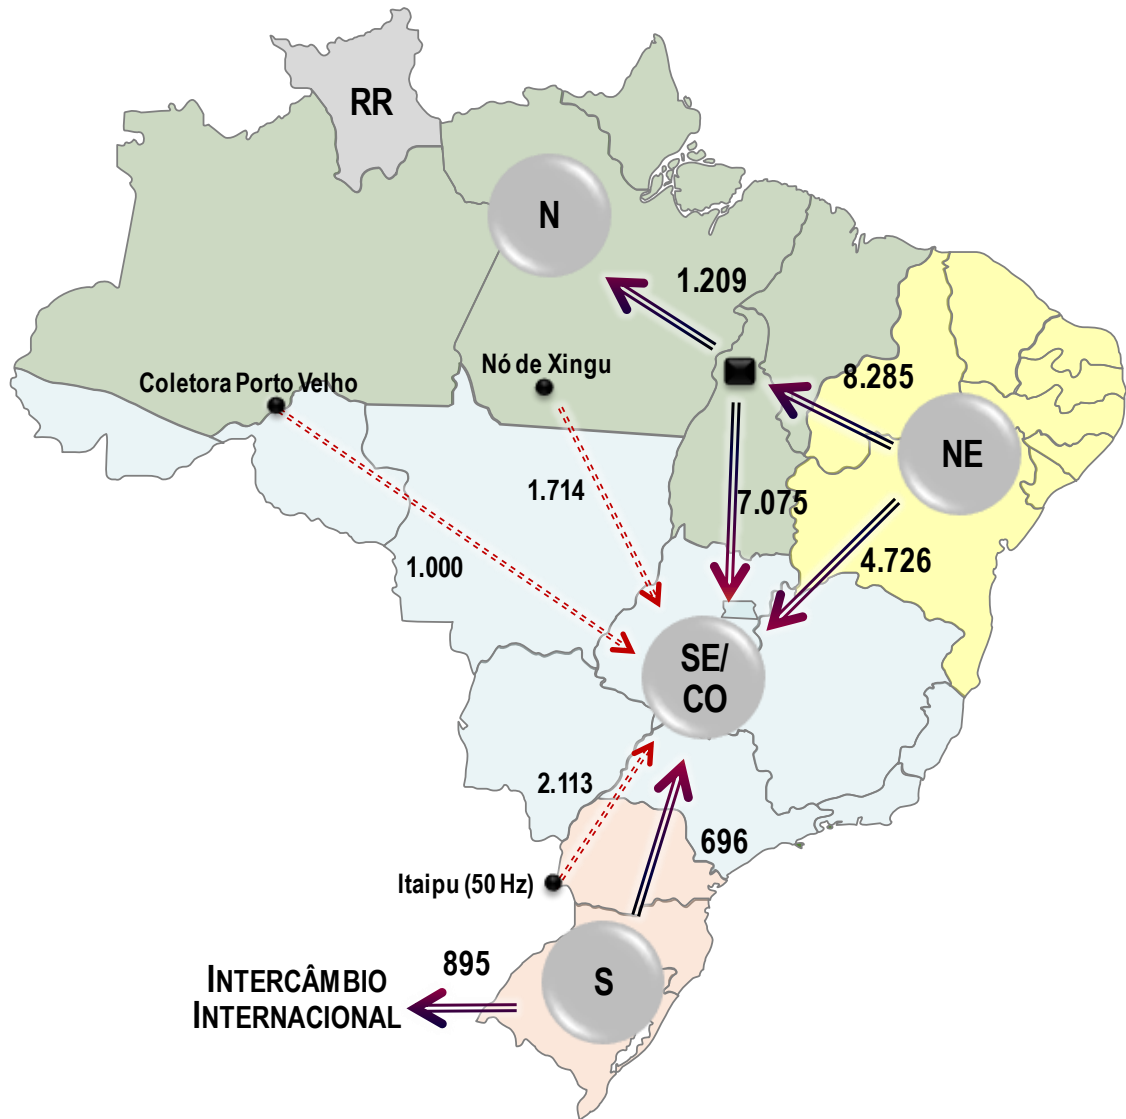 RR
N
1.209
Nó de Xingu
Coletora Porto Velho
8.285
NE
1.714
7.075
4.726
1.000
SE/
CO
2.113
696
Itaipu (50 Hz)
895
S
INTERCÂMBIO
INTERNACIONAL